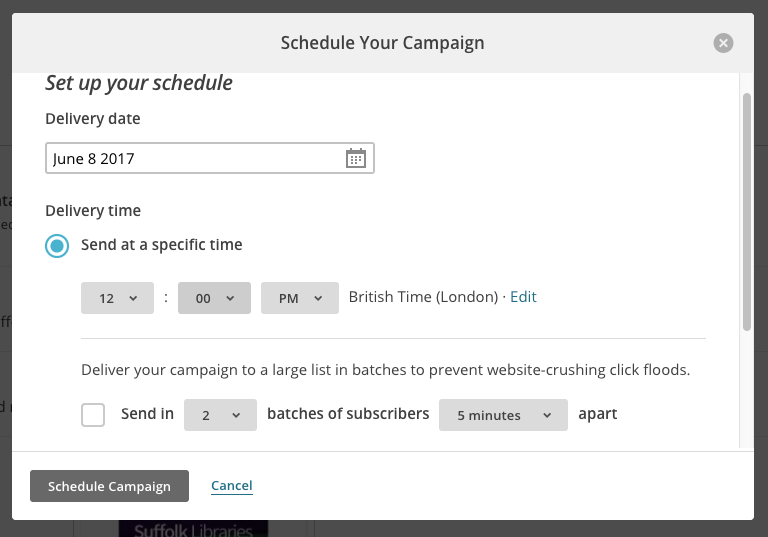 Schedule Your Campaign
Set up your schedule
Delivery date
June 8 2017
Delivery time
Send at a specific time
12 : 00 PM British Time (London) · Edit
Deliver your campaign to a large list in batches to prevent website-crushing click floods.
Send in 2 batches of subscribers 5 minutes apart
Schedule Campaign Cancel
Suffolk Libraries